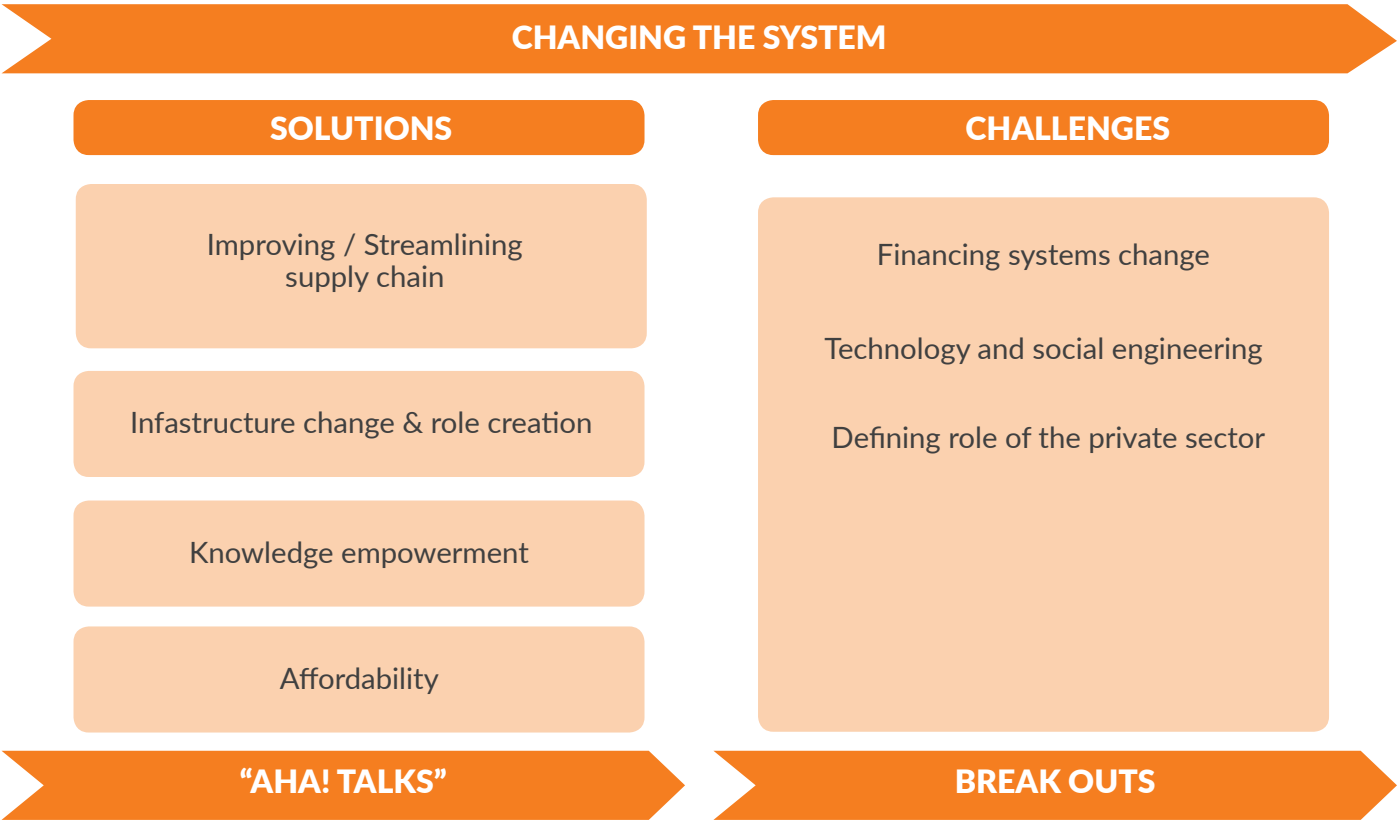 CHANGING THE SYSTEM
SOLUTIONS
Improving / Streamlining
supply chain
Infastructure change & role creation
Knowledge empowerment
Affordability
“AHA! TALKS”
CHALLENGES
Financing systems change
Technology and social engineering
Defining role of the private sector
BREAK OUTS